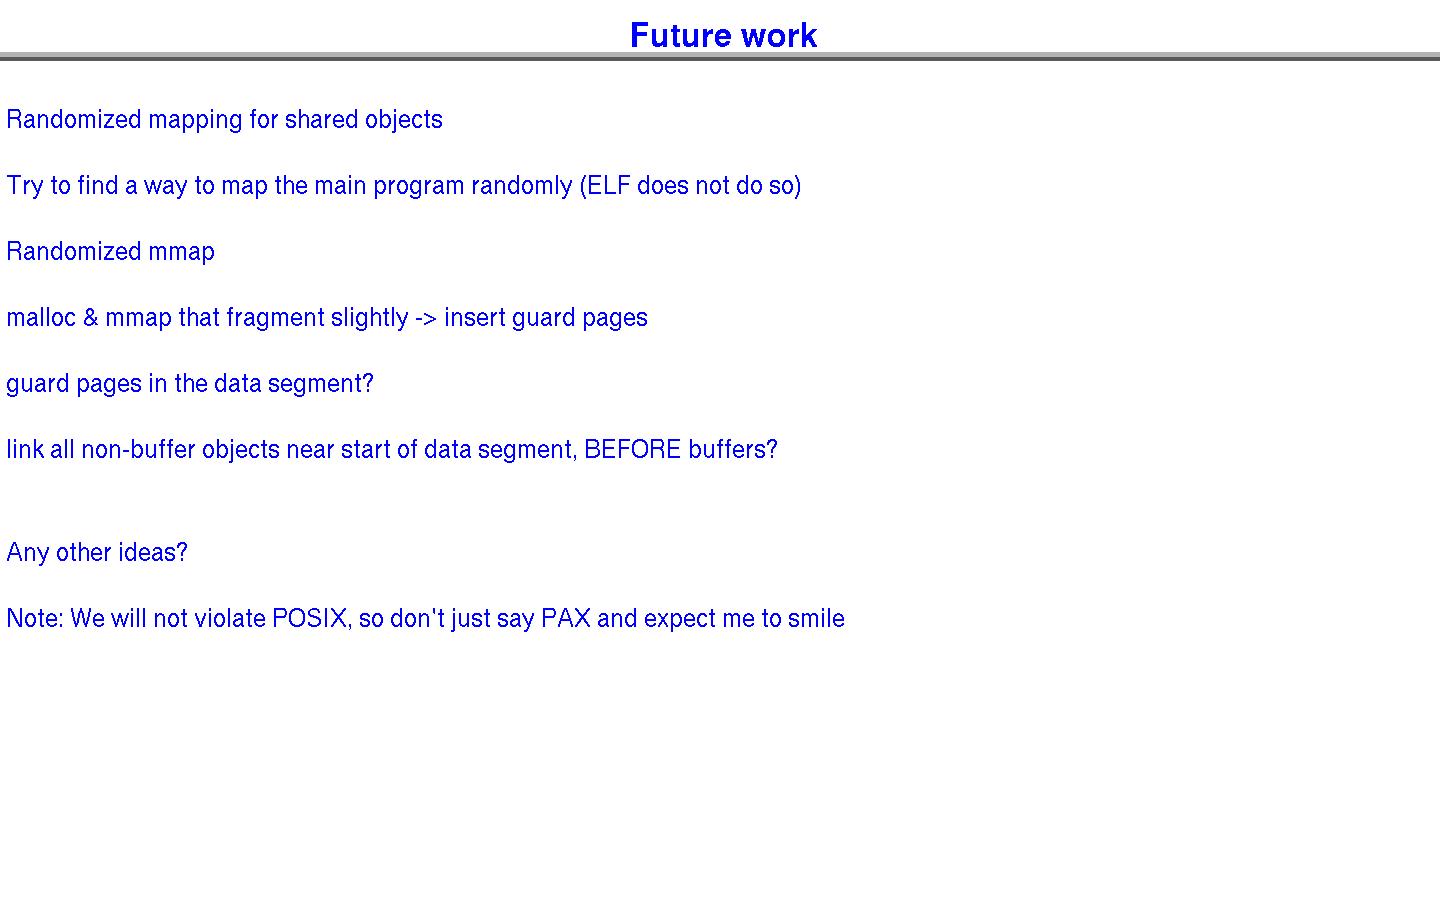 Future work
Randomized mapping for shared objects
Try to find a way to map the main program randomly (ELF does not do so)
Randomized mmap
malloc & mmap that fragment slightly -> insert guard pages
guard pages in the data segment?
link all non-buffer objects near start of data segment, BEFORE buffers?
Any other ideas?
Note: We will not violate POSIX, so don't just say PAX and expect me to smile